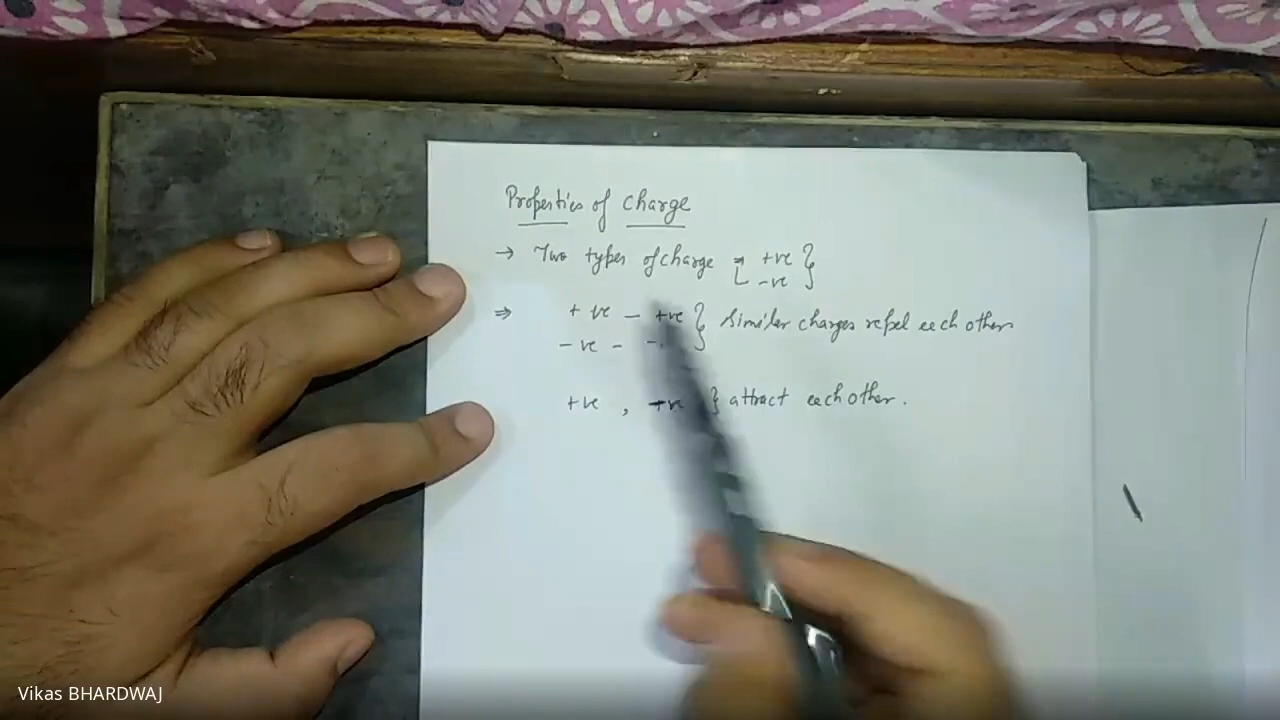 Properties of charge
→ Two types of charge +ve }
-ve
⇒ +ve - +ve } Similar charges repel each others
-ve - -
+ve , -ve } attract each other.
Vikas BHARDWAJ